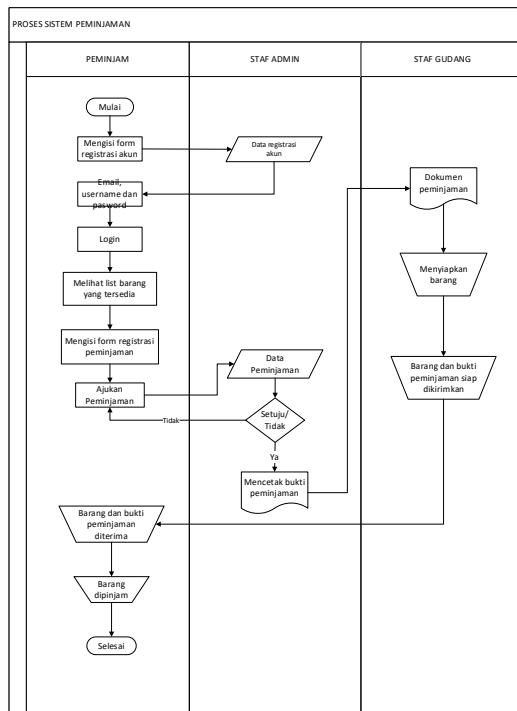 PROSES SISTEM PEMINJAMAN
PEMINJAM
STAF ADMIN
STAF GUDANG
Mulai
Mengisi form
registrasi akun
Data registrasi
akun
Email,
username dan
pasword
Login
Melihat list barang
yang tersedia
Mengisi form registrasi
peminjaman
Ajukan
Peminjaman
Data
Peminjaman
Setuju/
Tidak
Tidak
Ya
Mencetak bukti
peminjaman
Dokumen
peminjaman
Menyiapkan
barang
Barang dan bukti
peminjaman siap
dikirimkan
Barang dan bukti
peminjaman
diterima
Barang
dipinjam
Selesai